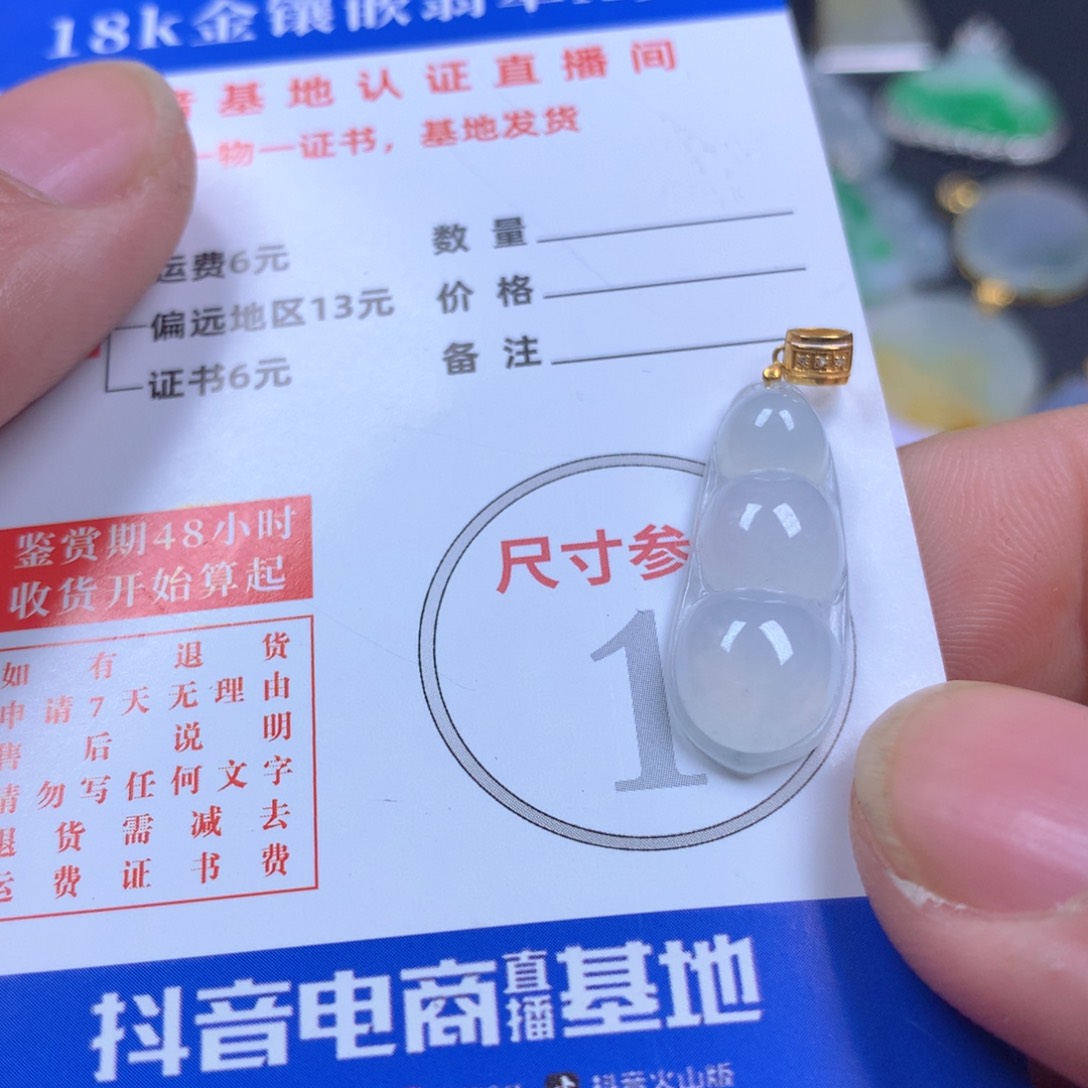 18k金镶嵌翡翠
音基地认证直播间
一物一证书，基地发货
运费6元
偏远地区13元
证书6元
数量
价格
备注
鉴赏期48小时
收货开始算起
如有退货
申请7天无理由
售后说明
请勿写任何文字
退货需减去
运费证书费
尺寸参
1
抖音电商直播基地
抖音火山版